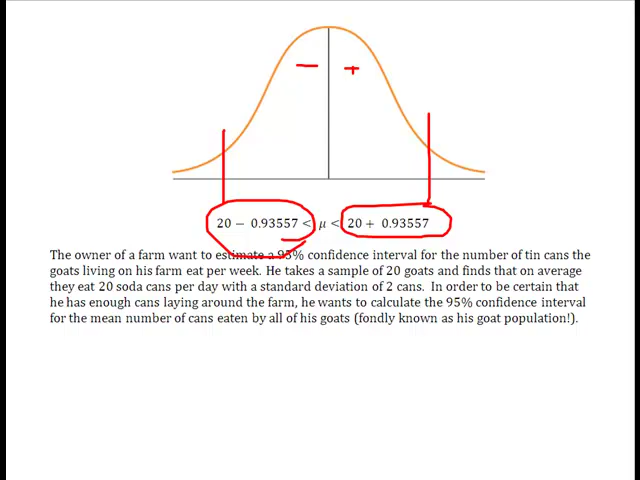 − +
20 − 0.93557 < μ < 20 + 0.93557
The owner of a farm want to estimate a 95% confidence interval for the number of tin cans the
goats living on his farm eat per week. He takes a sample of 20 goats and finds that on average
they eat 20 soda cans per day with a standard deviation of 2 cans. In order to be certain that
he has enough cans laying around the farm, he wants to calculate the 95% confidence interval
for the mean number of cans eaten by all of his goats (fondly known as his goat population!).